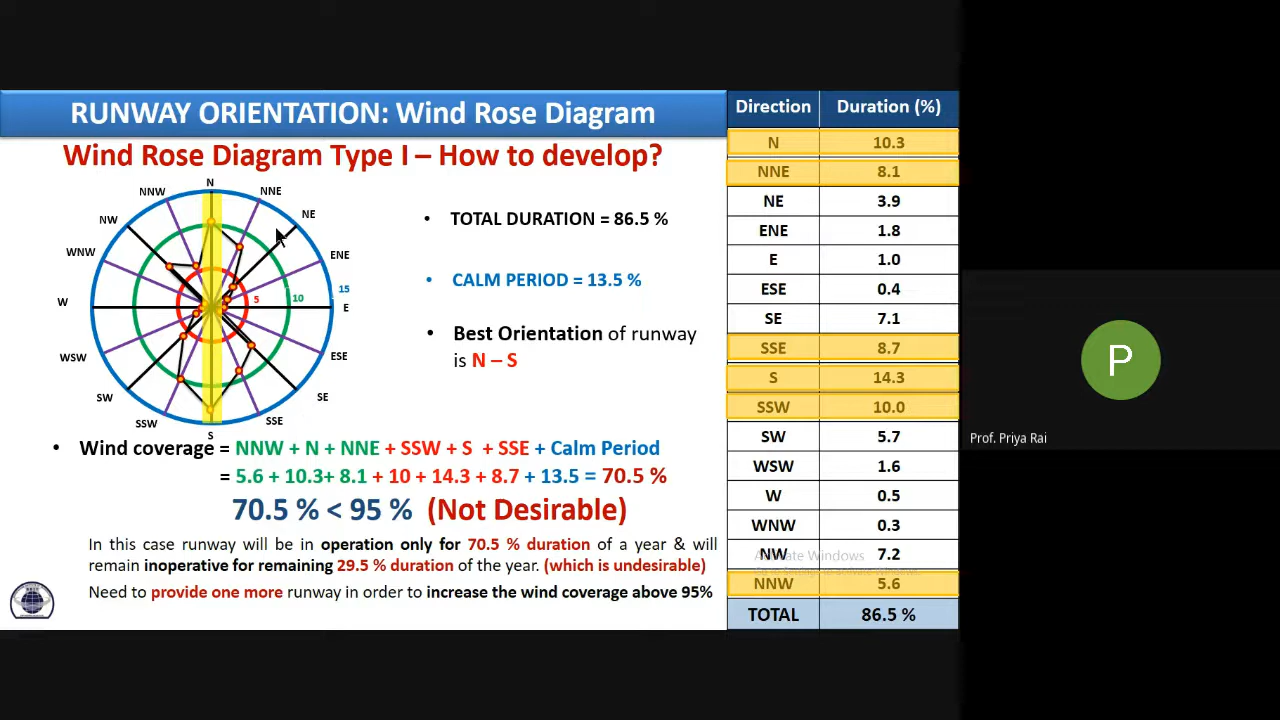 RUNWAY ORIENTATION: Wind Rose Diagram
Wind Rose Diagram Type I – How to develop?
N
NNW
NNE
NW
NE
WNW
ENE
W
5
10
15
E
WSW
ESE
SW
SE
SSW
SSE
S
• TOTAL DURATION = 86.5 %
• CALM PERIOD = 13.5 %
• Best Orientation of runway
is N – S
• Wind coverage = NNW + N + NNE + SSW + S + SSE + Calm Period
= 5.6 + 10.3+ 8.1 + 10 + 14.3 + 8.7 + 13.5 = 70.5 %
70.5 % < 95 % (Not Desirable)
In this case runway will be in operation only for 70.5 % duration of a year & will
remain inoperative for remaining 29.5 % duration of the year. (which is undesirable)
Need to provide one more runway in order to increase the wind coverage above 95%
Direction Duration (%)
N 10.3
NNE 8.1
NE 3.9
ENE 1.8
E 1.0
ESE 0.4
SE 7.1
SSE 8.7
S 14.3
SSW 10.0
SW 5.7
WSW 1.6
W 0.5
WNW 0.3
NW 7.2
Activate Windows
NNW 5.6
TOTAL 86.5 %
P
Prof. Priya Rai